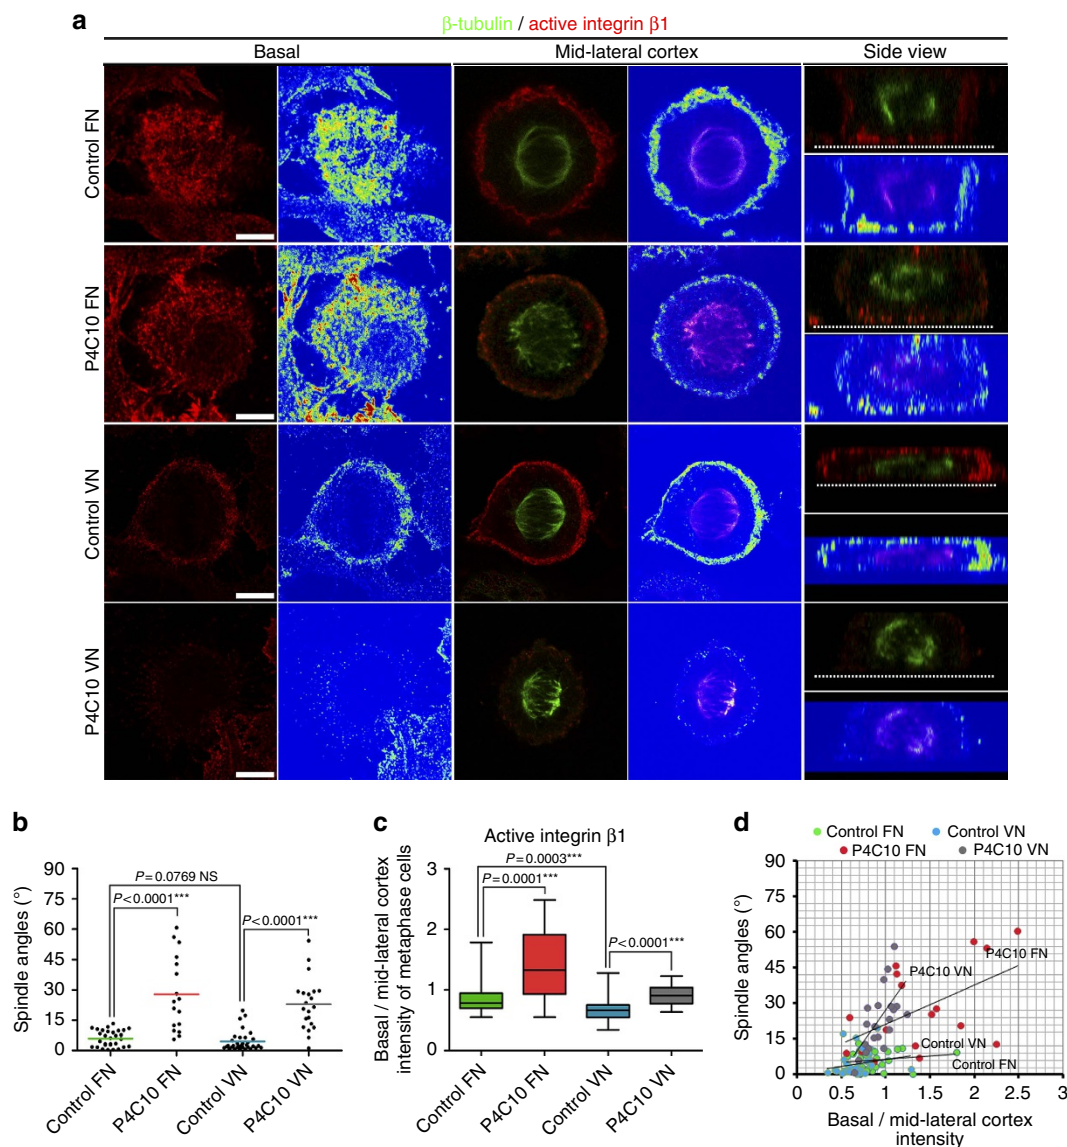 a
β-tubulin / active integrin β1
Basal
Mid-lateral cortex
Side view
Control FN
P4C10 FN
Control VN
P4C10 VN
b
Spindle angles (°)
90
75
60
45
30
15
0
P=0.0769 NS
P<0.0001***
P<0.0001***
Control FN
P4C10 FN
Control VN
P4C10 VN
c
Active integrin β1
Basal / mid-lateral cortex
intensity of metaphase cells
3
2
1
0
P=0.0003***
P=0.0001***
P<0.0001***
Control FN
P4C10 FN
Control VN
P4C10 VN
d
Control FN
Control VN
P4C10 FN
P4C10 VN
Spindle angles (°)
90
75
60
45
30
15
0
P4C10 FN
P4C10 VN
Control VN
Control FN
0 0.5 1 1.5 2 2.5 3
Basal / mid-lateral cortex
intensity